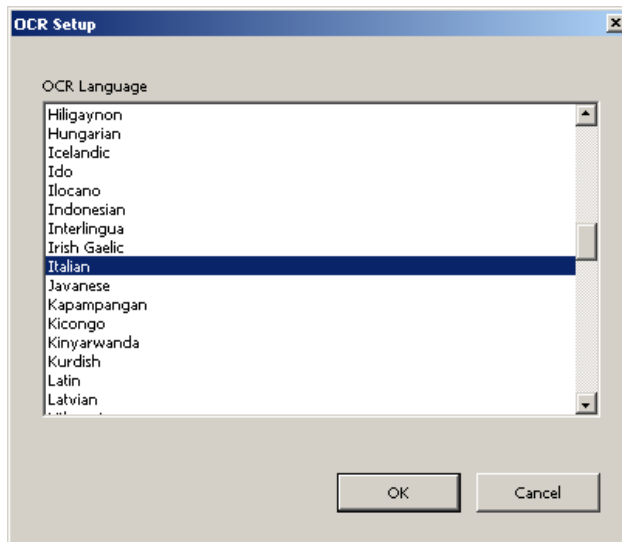 OCR Setup
OCR Language
Hiligaynon
Hungarian
Icelandic
Ido
Ilocano
Indonesian
Interlingua
Irish Gaelic
Italian
Javanese
Kapampangan
Kicongo
Kinyarwanda
Kurdish
Latin
Latvian
OK Cancel